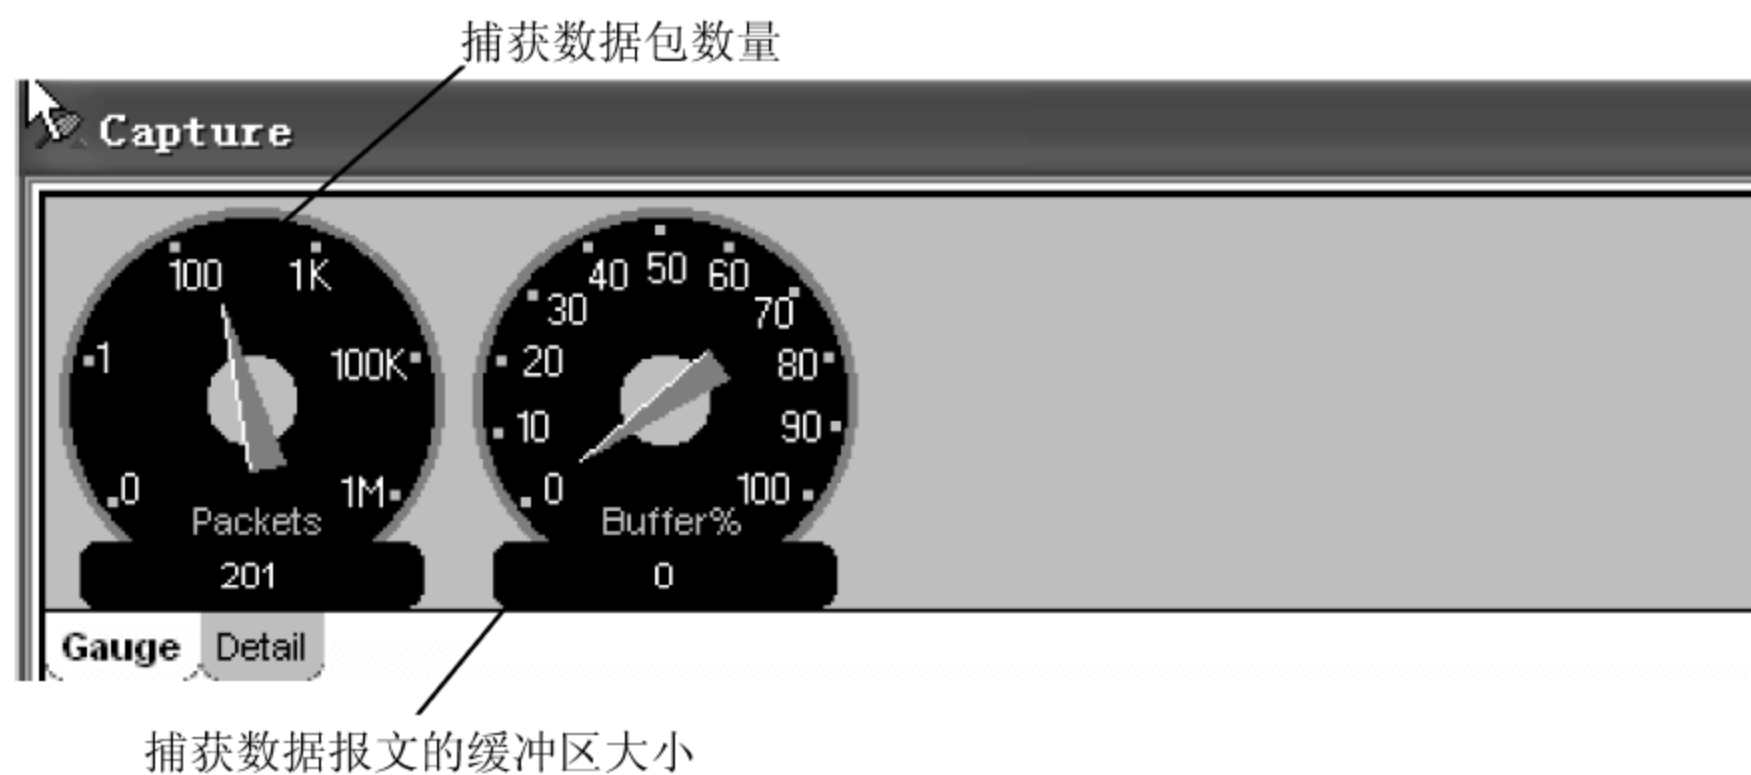 捕获数据包数量
Capture
100 1K
1 100K
0 1M
Packets
201
40 50 60
30 70
20 80
10 90
0 100
Buffer%
0
Gauge Detail
捕获数据报文的缓冲区大小